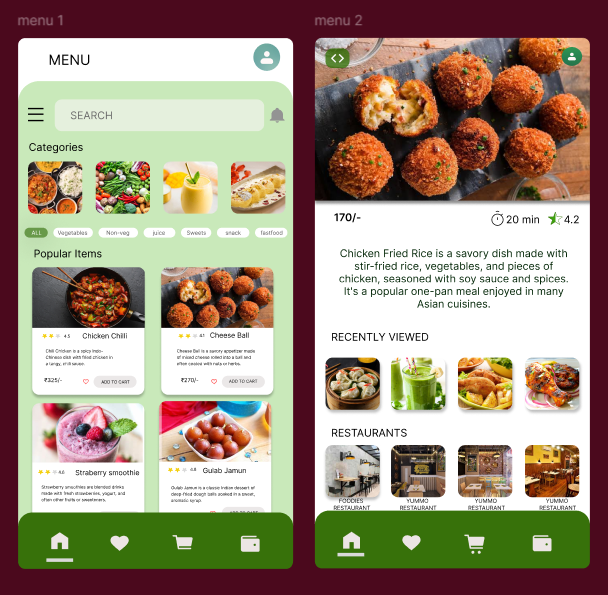 menu 1
MENU
SEARCH
Categories
ALL Vegetables Non-veg juice Sweets snack fastfood
Popular Items
4.5 Chicken Chilli
Chili Chicken is a spicy Indo-
Chinese dish with fried chicken in
a tangy, chili sauce.
₹325/- ADD TO CART
4.1 Cheese Ball
Cheese Ball is a savory appetizer made
of mixed cheese rolled into a ball and
often coated with nuts or herbs.
₹270/- ADD TO CART
4.6 Straberry smoothie
Strawberry smoothies are blended drinks
made with fresh strawberries, yogurt, and
often other fruits or sweeteners.
4.8 Gulab Jamun
Gulab Jamun is a classic Indian dessert of
deep-fried dough balls soaked in a sweet,
aromatic syrup
ADD TO CART
menu 2
170/- 20 min 4.2
Chicken Fried Rice is a savory dish made with
stir-fried rice, vegetables, and pieces of
chicken, seasoned with soy sauce and spices.
It's a popular one-pan meal enjoyed in many
Asian cuisines.
RECENTLY VIEWED
RESTAURANTS
FOODIES
RESTAURANT
YUMMO
RESTAURANT
YUMMO
RESTAURANT
YUMMO
RESTAURANT